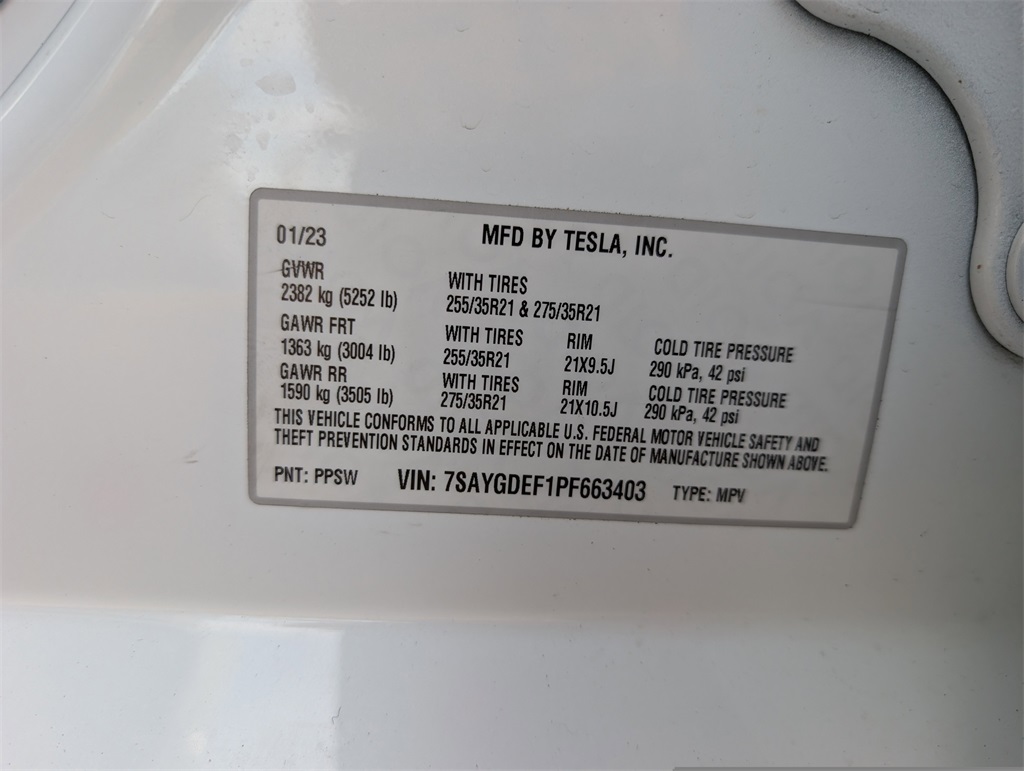 01/23 MFD BY TESLA, INC.
GVWR
2382 kg (5252 lb)
WITH TIRES
255/35R21 & 275/35R21
GAWR FRT
1363 kg (3004 lb)
WITH TIRES
255/35R21
RIM
21X9.5J
COLD TIRE PRESSURE
290 kPa, 42 psi
GAWR RR
1590 kg (3505 lb)
WITH TIRES
275/35R21
RIM
21X10.5J
COLD TIRE PRESSURE
290 kPa, 42 psi
THIS VEHICLE CONFORMS TO ALL APPLICABLE U.S. FEDERAL MOTOR VEHICLE SAFETY AND
THEFT PREVENTION STANDARDS IN EFFECT ON THE DATE OF MANUFACTURE SHOWN ABOVE.
PNT: PPSW VIN: 7SAYGDEF1PF663403 TYPE: MPV